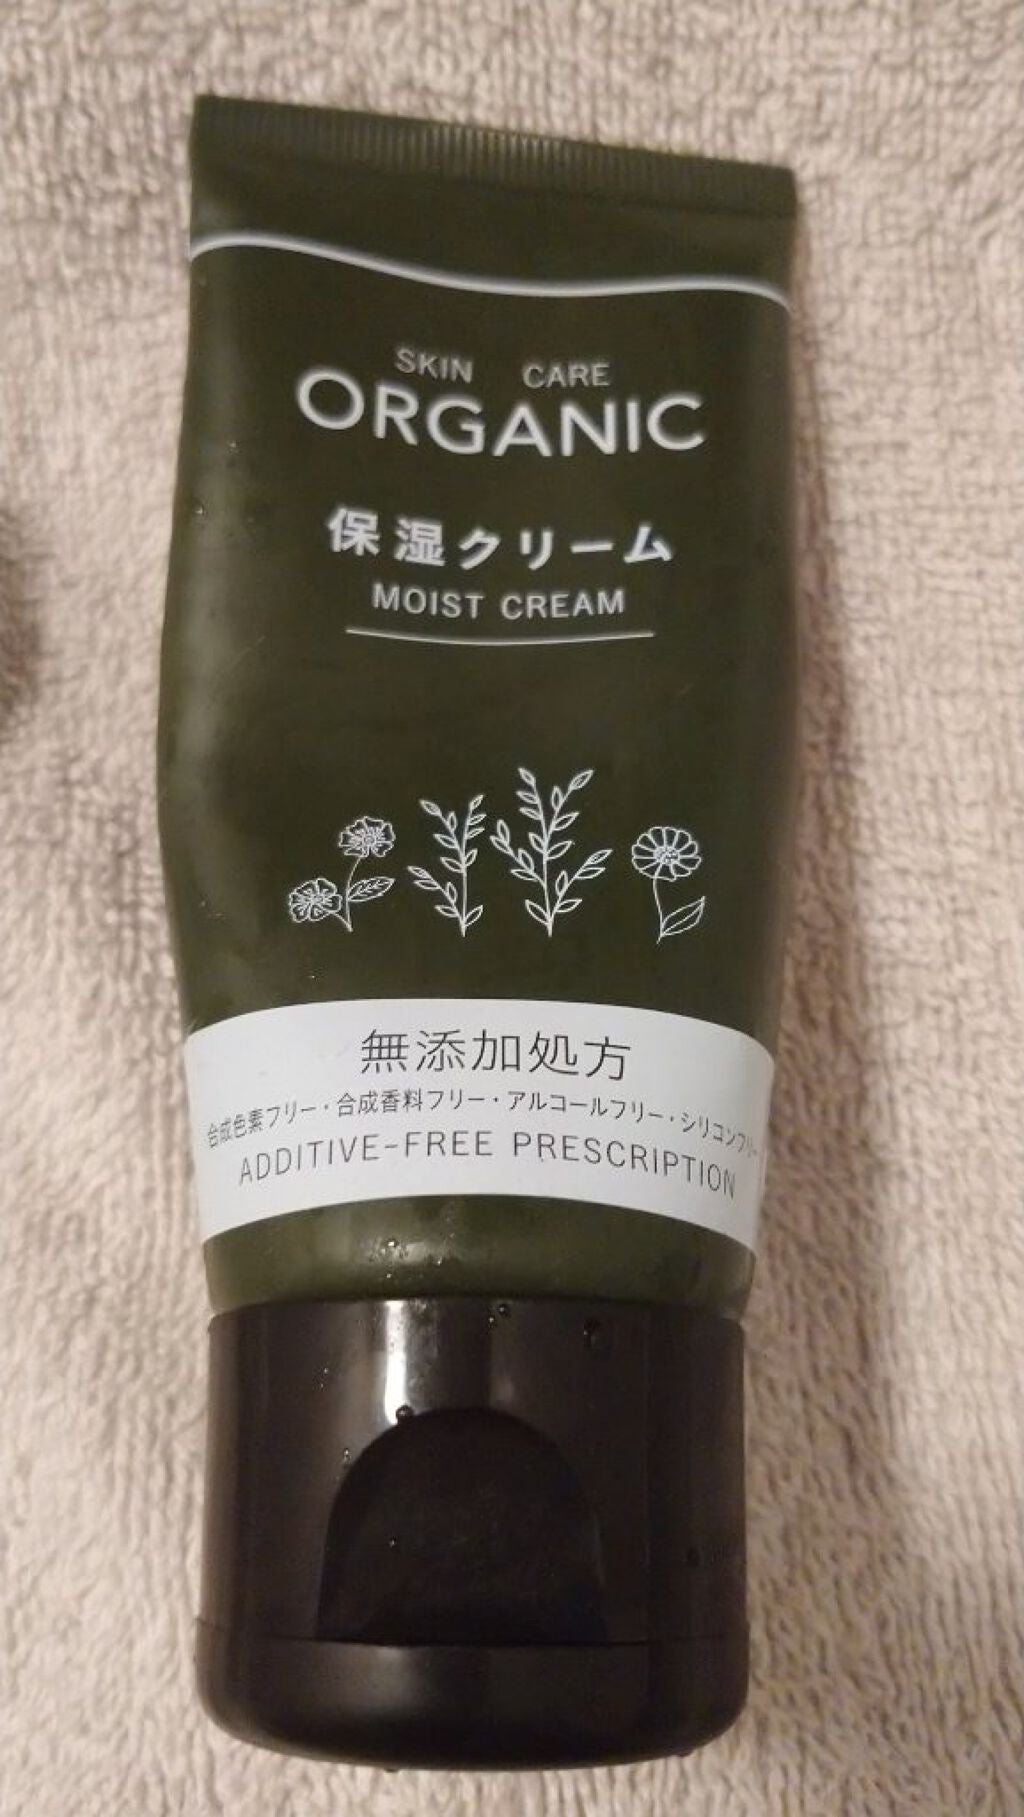 SKIN CARE
ORGANIC
保湿クリーム
MOIST CREAM
無添加処方
合成色素フリー・合成香料フリー・アルコールフリー・シリコンフリー
ADDITIVE-FREE PRESCRIPTION